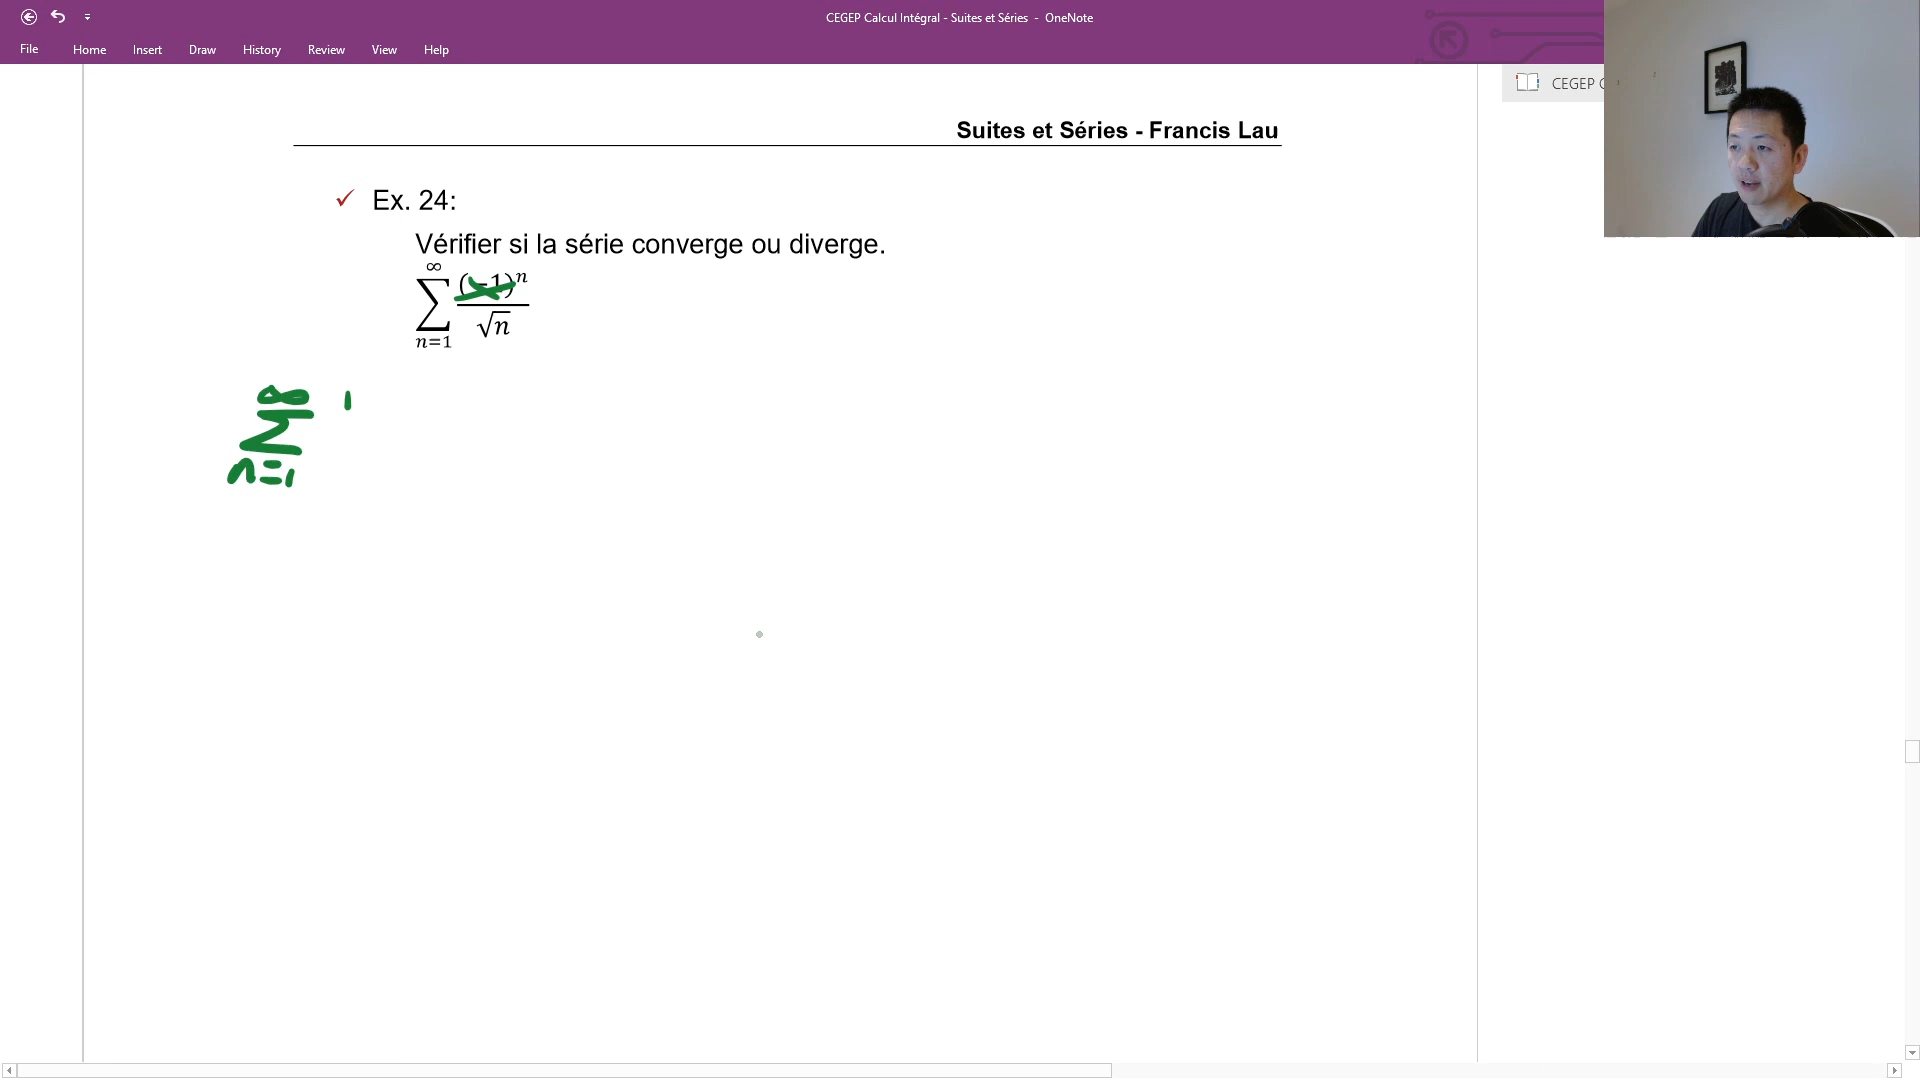 CEGEP Calcul Intégral - Suites et Séries - OneNote
File Home Insert Draw History Review View Help
CEGEP
Suites et Séries - Francis Lau
✓ Ex. 24:
Vérifier si la série converge ou diverge.
∞
∑ (−1)ⁿ / √n
n=1
∞
∑ 1
n=1